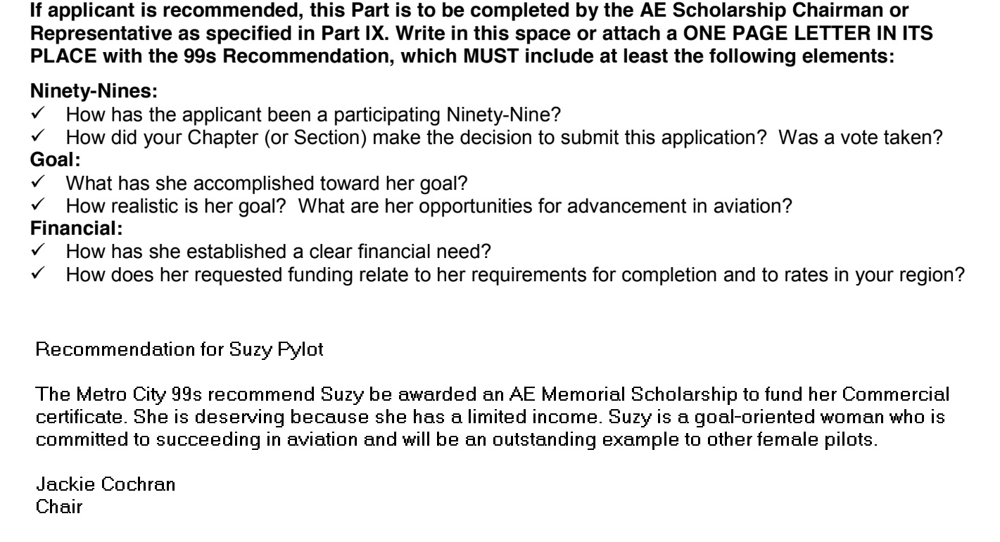 If applicant is recommended, this Part is to be completed by the AE Scholarship Chairman or
Representative as specified in Part IX. Write in this space or attach a ONE PAGE LETTER IN ITS
PLACE with the 99s Recommendation, which MUST include at least the following elements:
Ninety-Nines:
✓ How has the applicant been a participating Ninety-Nine?
✓ How did your Chapter (or Section) make the decision to submit this application?  Was a vote taken?
Goal:
✓ What has she accomplished toward her goal?
✓ How realistic is her goal?  What are her opportunities for advancement in aviation?
Financial:
✓ How has she established a clear financial need?
✓ How does her requested funding relate to her requirements for completion and to rates in your region?
Recommendation for Suzy Pylot
The Metro City 99s recommend Suzy be awarded an AE Memorial Scholarship to fund her Commercial
certificate. She is deserving because she has a limited income. Suzy is a goal-oriented woman who is
committed to succeeding in aviation and will be an outstanding example to other female pilots.
Jackie Cochran
Chair